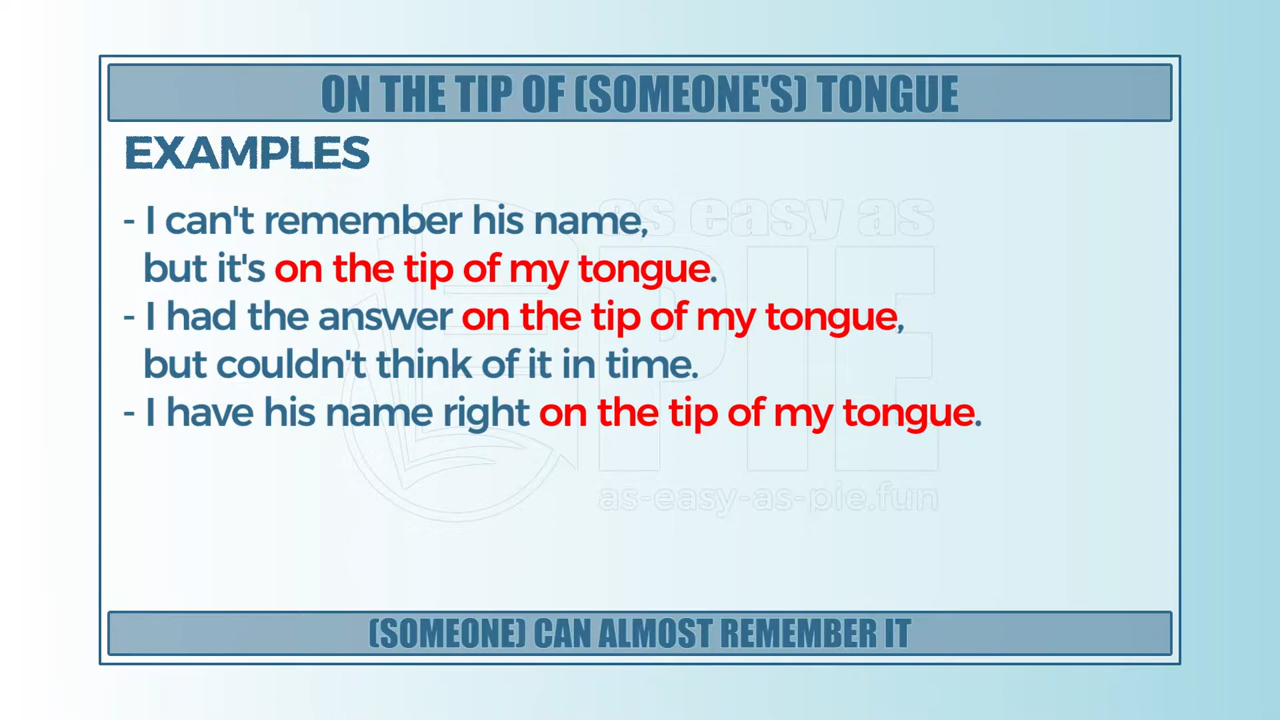 ON THE TIP OF (SOMEONE'S) TONGUE
EXAMPLES
- I can't remember his name,
but it's on the tip of my tongue.
- I had the answer on the tip of my tongue,
but couldn't think of it in time.
- I have his name right on the tip of my tongue.
as easy as
PIE
as-easy-as-pie.fun
(SOMEONE) CAN ALMOST REMEMBER IT